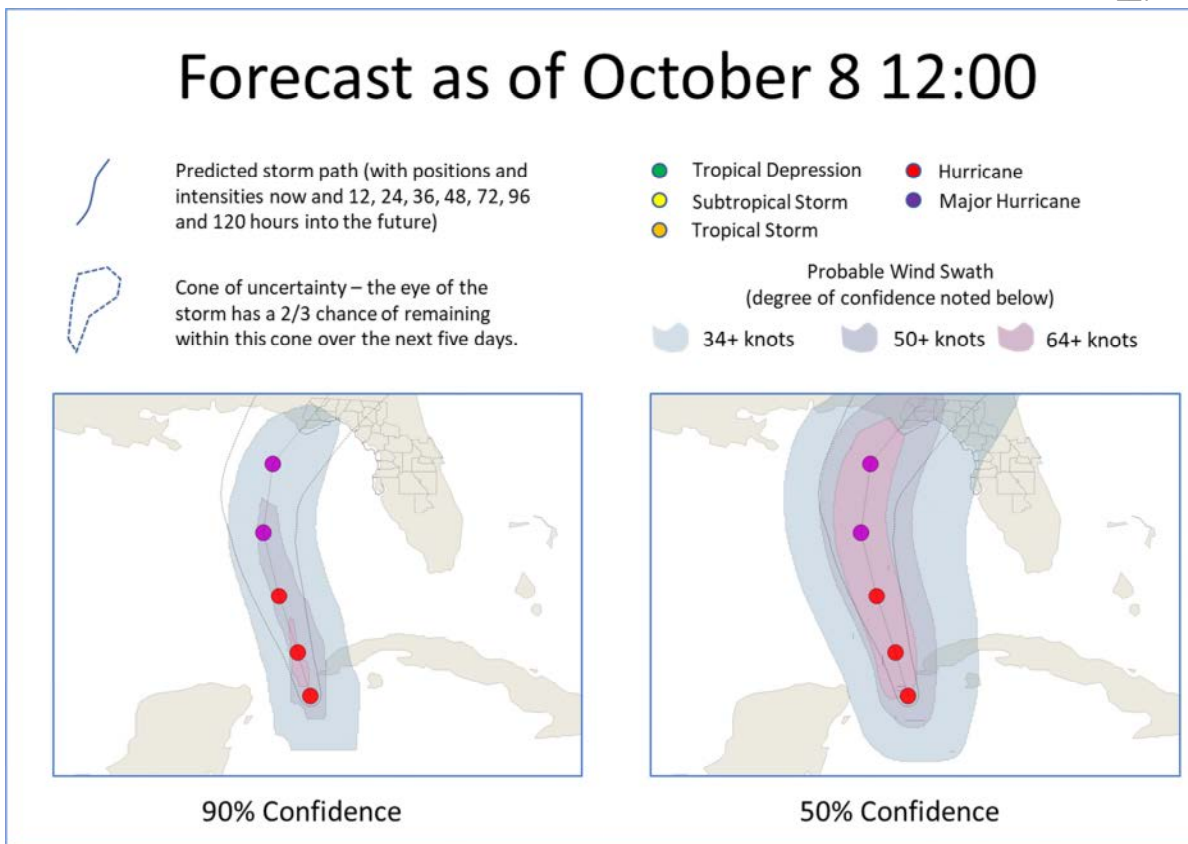 Forecast as of October 8 12:00
Predicted storm path (with positions and
intensities now and 12, 24, 36, 48, 72, 96
and 120 hours into the future)
Cone of uncertainty – the eye of the
storm has a 2/3 chance of remaining
within this cone over the next five days.
Tropical Depression
Subtropical Storm
Tropical Storm
Hurricane
Major Hurricane
Probable Wind Swath
(degree of confidence noted below)
34+ knots
50+ knots
64+ knots
90% Confidence
50% Confidence